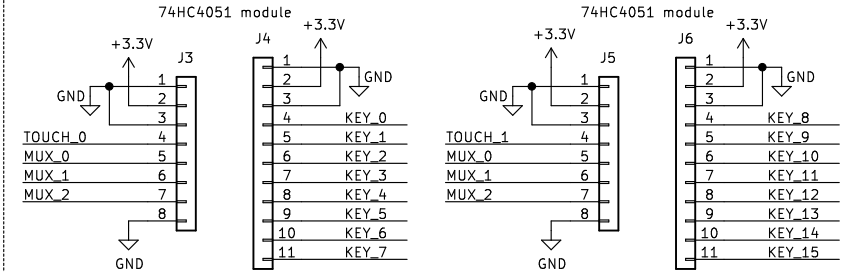 74HC4051 module
+3.3V
J3
GND
1
2
3
TOUCH_0 4
MUX_0 5
MUX_1 6
MUX_2 7
8
GND
J4
+3.3V
1
GND
2
3
4 KEY_0
5 KEY_1
6 KEY_2
7 KEY_3
8 KEY_4
9 KEY_5
10 KEY_6
11 KEY_7
74HC4051 module
+3.3V
J5
GND
1
2
3
TOUCH_1 4
MUX_0 5
MUX_1 6
MUX_2 7
8
GND
J6
+3.3V
1
GND
2
3
4 KEY_8
5 KEY_9
6 KEY_10
7 KEY_11
8 KEY_12
9 KEY_13
10 KEY_14
11 KEY_15